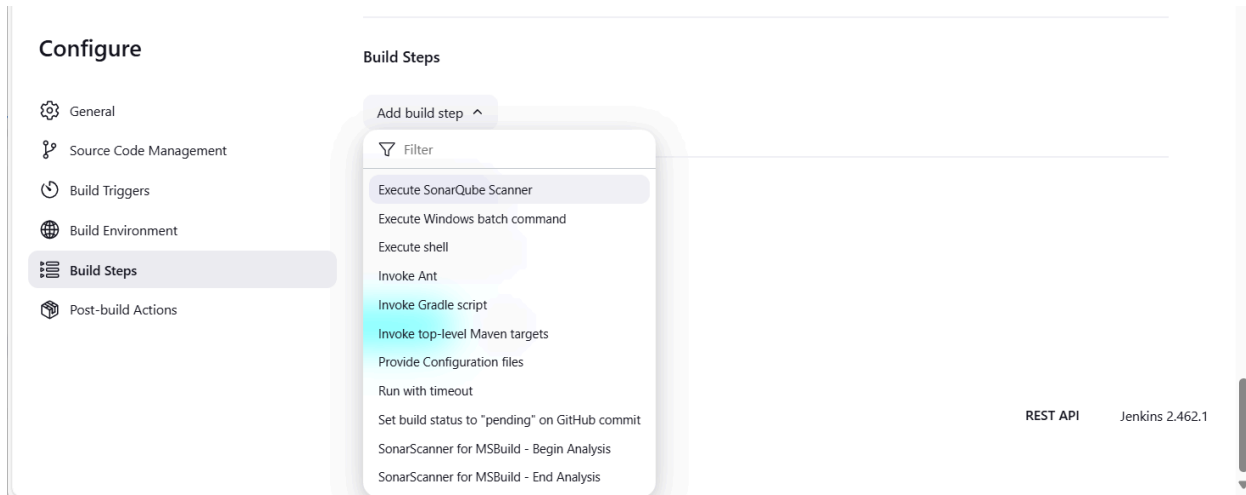 Configure
General
Source Code Management
Build Triggers
Build Environment
Build Steps
Post-build Actions
Build Steps
Add build step
Filter
Execute SonarQube Scanner
Execute Windows batch command
Execute shell
Invoke Ant
Invoke Gradle script
Invoke top-level Maven targets
Provide Configuration files
Run with timeout
Set build status to "pending" on GitHub commit
SonarScanner for MSBuild - Begin Analysis
SonarScanner for MSBuild - End Analysis
REST API Jenkins 2.462.1